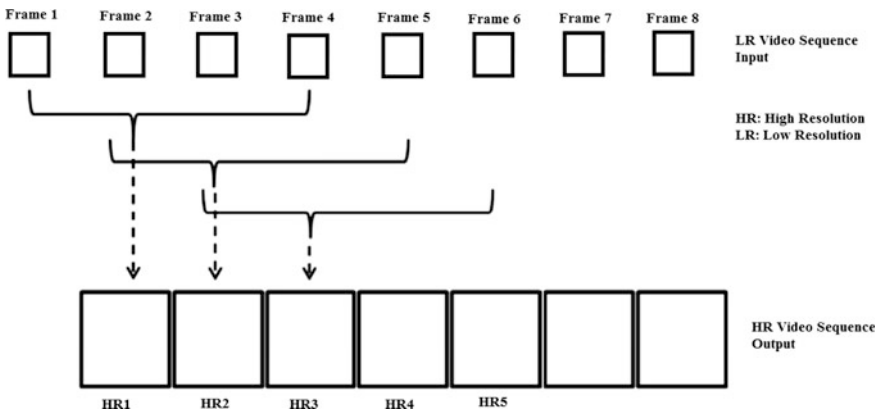 Frame 1 Frame 2 Frame 3 Frame 4 Frame 5 Frame 6 Frame 7 Frame 8
LR Video Sequence
Input
HR: High Resolution
LR: Low Resolution
HR Video Sequence
Output
HR1 HR2 HR3 HR4 HR5